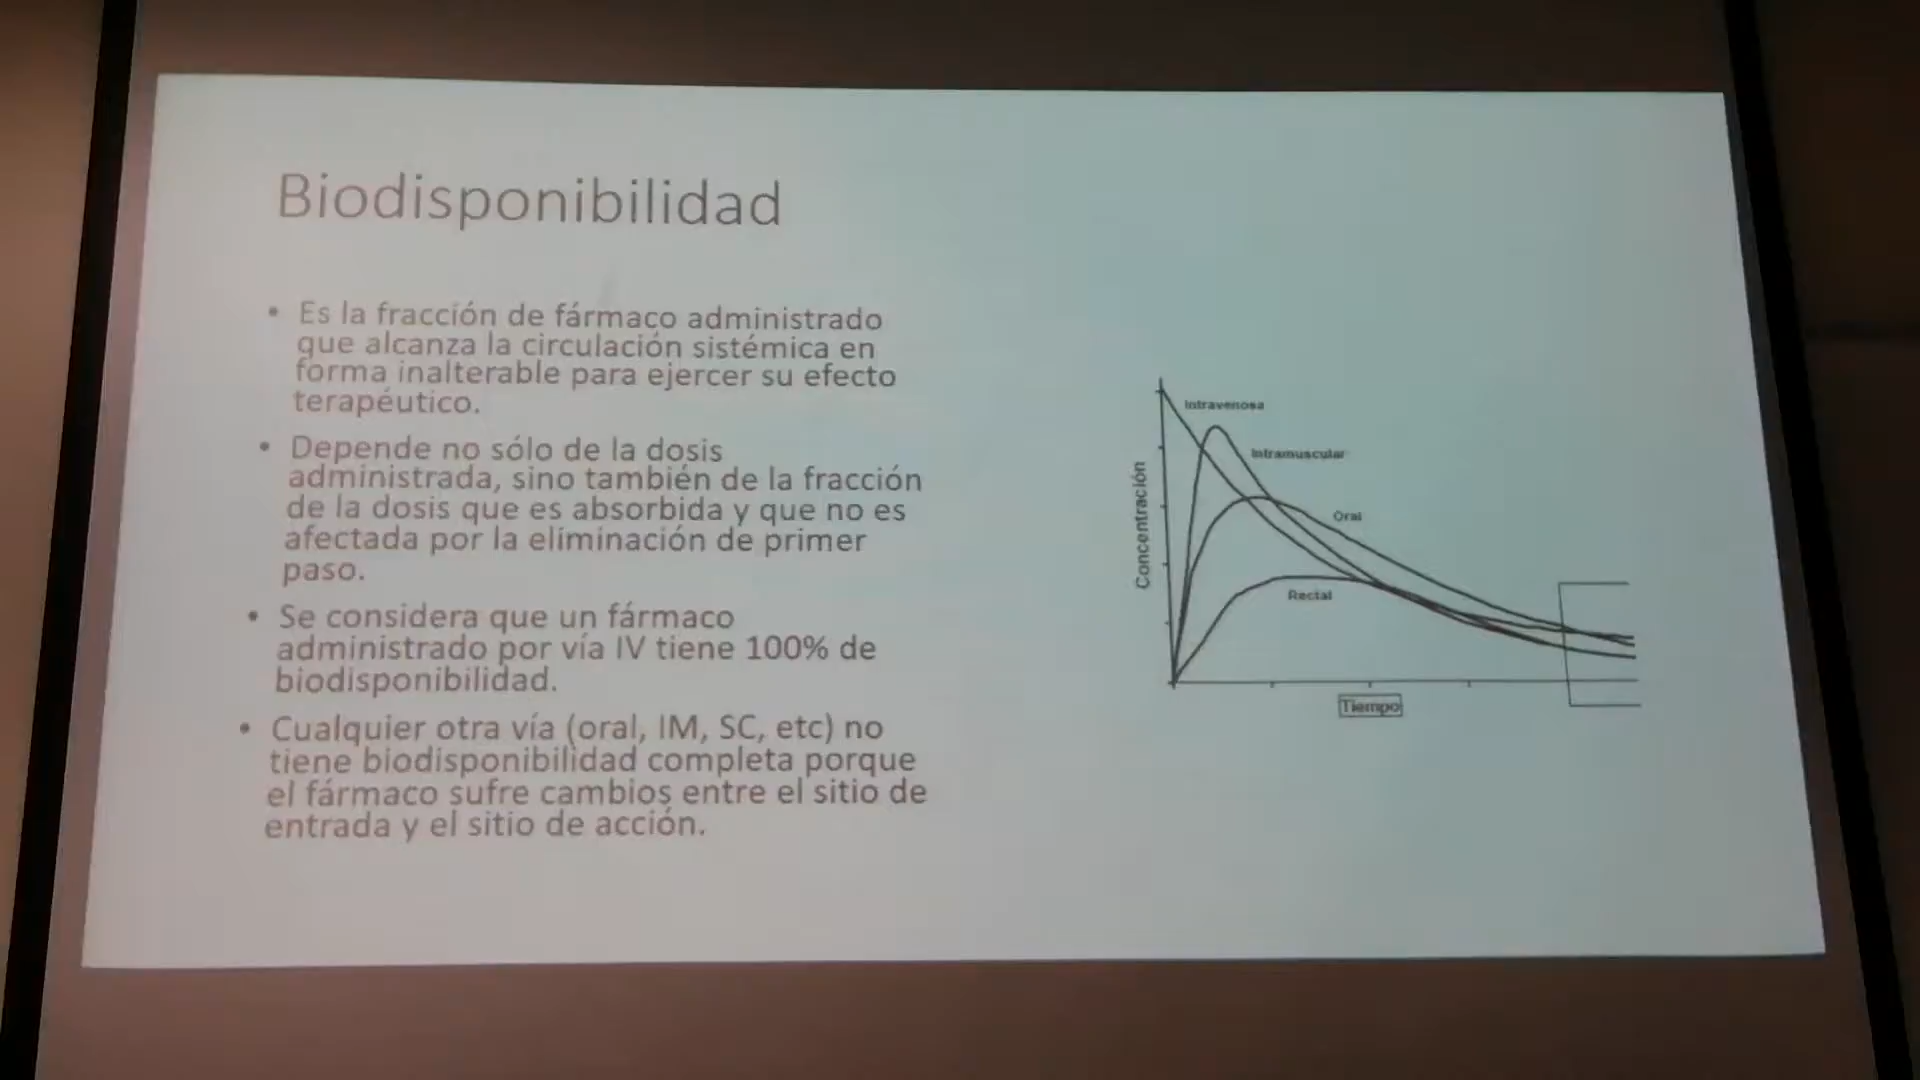 Biodisponibilidad
• Es la fracción de fármaco administrado
que alcanza la circulación sistémica en
forma inalterable para ejercer su efecto
terapéutico.
• Depende no sólo de la dosis
administrada, sino también de la fracción
de la dosis que es absorbida y que no es
afectada por la eliminación de primer
paso.
• Se considera que un fármaco
administrado por vía IV tiene 100% de
biodisponibilidad.
• Cualquier otra vía (oral, IM, SC, etc) no
tiene biodisponibilidad completa porque
el fármaco sufre cambios entre el sitio de
entrada y el sitio de acción.
Intravenosa
Intramuscular
Oral
Rectal
Concentración
Tiempo